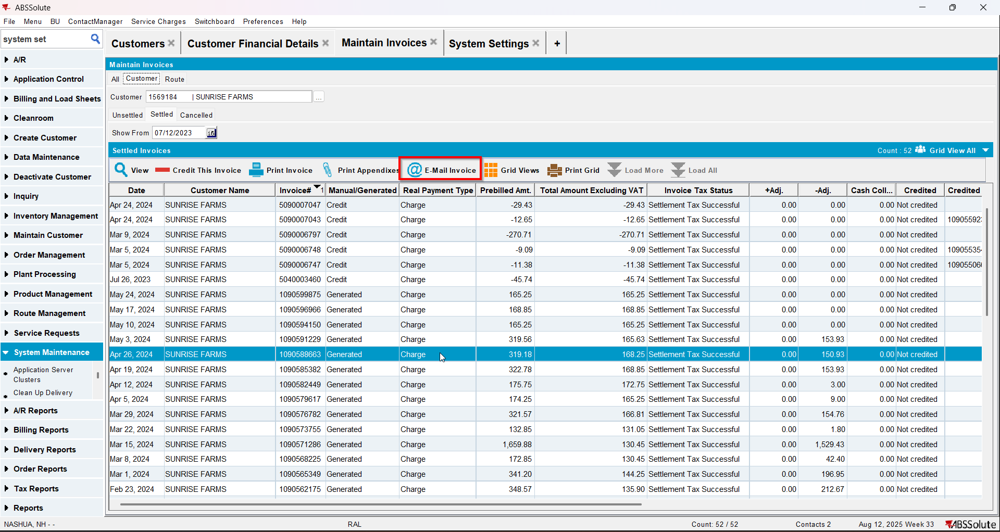 ABSSolute
File Menu BU ContactManager Service Charges Switchboard Preferences Help
system set
Customers Customer Financial Details Maintain Invoices System Settings +
A/R
Application Control
Billing and Load Sheets
Cleanroom
Create Customer
Data Maintenance
Deactivate Customer
Inquiry
Inventory Management
Maintain Customer
Order Management
Plant Processing
Product Management
Route Management
Service Requests
System Maintenance
Application Server
Clusters
Clean Up Delivery
A/R Reports
Billing Reports
Delivery Reports
Order Reports
Tax Reports
Reports
Maintain Invoices
All Customer Route
Customer 1569184 | SUNRISE FARMS ...
Unsettled Settled Cancelled
Show From 07/12/2023 15
Settled Invoices Count : 52 Grid View All
View Credit This Invoice Print Invoice Print Appendixes @ E-Mail Invoice Grid Views Print Grid Load More Load All
Date Customer Name Invoice# 1 Manual/Generated Real Payment Type Prebilled Amt. Total Amount Excluding VAT Invoice Tax Status +Adj. -Adj. Cash Coll... Credited Credited
Apr 24, 2024 SUNRISE FARMS 5090007047 Credit Charge -29.43 -29.43 Settlement Tax Successful 0.00 0.00 0.00 Not credited
Apr 24, 2024 SUNRISE FARMS 5090007043 Credit Charge -12.65 -12.65 Settlement Tax Successful 0.00 0.00 0.00 Not credited 10905592
Mar 9, 2024 SUNRISE FARMS 5090006797 Credit Charge -270.71 -270.71 Settlement Tax Successful 0.00 0.00 0.00 Not credited
Mar 5, 2024 SUNRISE FARMS 5090006748 Credit Charge -9.09 -9.09 Settlement Tax Successful 0.00 0.00 0.00 Not credited 10905535
Mar 5, 2024 SUNRISE FARMS 5090006747 Credit Charge -11.38 -11.38 Settlement Tax Successful 0.00 0.00 0.00 Not credited 10905506
Jul 26, 2023 SUNRISE FARMS 5040003460 Credit Charge -45.74 -45.74 Settlement Tax Successful 0.00 0.00 0.00 Not credited
May 24, 2024 SUNRISE FARMS 1090599875 Generated Charge 165.25 165.25 Settlement Tax Successful 0.00 0.00 0.00 Not credited
May 17, 2024 SUNRISE FARMS 1090596966 Generated Charge 168.85 168.85 Settlement Tax Successful 0.00 0.00 0.00 Not credited
May 10, 2024 SUNRISE FARMS 1090594150 Generated Charge 165.25 165.25 Settlement Tax Successful 0.00 0.00 0.00 Not credited
May 3, 2024 SUNRISE FARMS 1090591229 Generated Charge 319.56 165.63 Settlement Tax Successful 0.00 153.93 0.00 Not credited
Apr 26, 2024 SUNRISE FARMS 1090588663 Generated Charge 319.18 168.25 Settlement Tax Successful 0.00 150.93 0.00 Not credited
Apr 19, 2024 SUNRISE FARMS 1090585382 Generated Charge 322.78 168.85 Settlement Tax Successful 0.00 153.93 0.00 Not credited
Apr 12, 2024 SUNRISE FARMS 1090582449 Generated Charge 175.75 172.75 Settlement Tax Successful 0.00 3.00 0.00 Not credited
Apr 5, 2024 SUNRISE FARMS 1090579617 Generated Charge 174.25 165.25 Settlement Tax Successful 0.00 9.00 0.00 Not credited
Mar 29, 2024 SUNRISE FARMS 1090576782 Generated Charge 321.57 166.81 Settlement Tax Successful 0.00 154.76 0.00 Not credited
Mar 22, 2024 SUNRISE FARMS 1090573755 Generated Charge 132.85 131.05 Settlement Tax Successful 0.00 1.80 0.00 Not credited
Mar 15, 2024 SUNRISE FARMS 1090571286 Generated Charge 1,659.88 130.45 Settlement Tax Successful 0.00 1,529.43 0.00 Not credited
Mar 8, 2024 SUNRISE FARMS 1090568225 Generated Charge 172.85 130.45 Settlement Tax Successful 0.00 42.40 0.00 Not credited
Mar 1, 2024 SUNRISE FARMS 1090565349 Generated Charge 341.20 144.25 Settlement Tax Successful 0.00 196.95 0.00 Not credited
Feb 23, 2024 SUNRISE FARMS 1090562175 Generated Charge 348.57 135.90 Settlement Tax Successful 0.00 212.67 0.00 Not credited
NASHUA, NH - - RAL Count: 52 / 52 Contacts 2 Aug 12, 2025 Week 33 ABSSolute